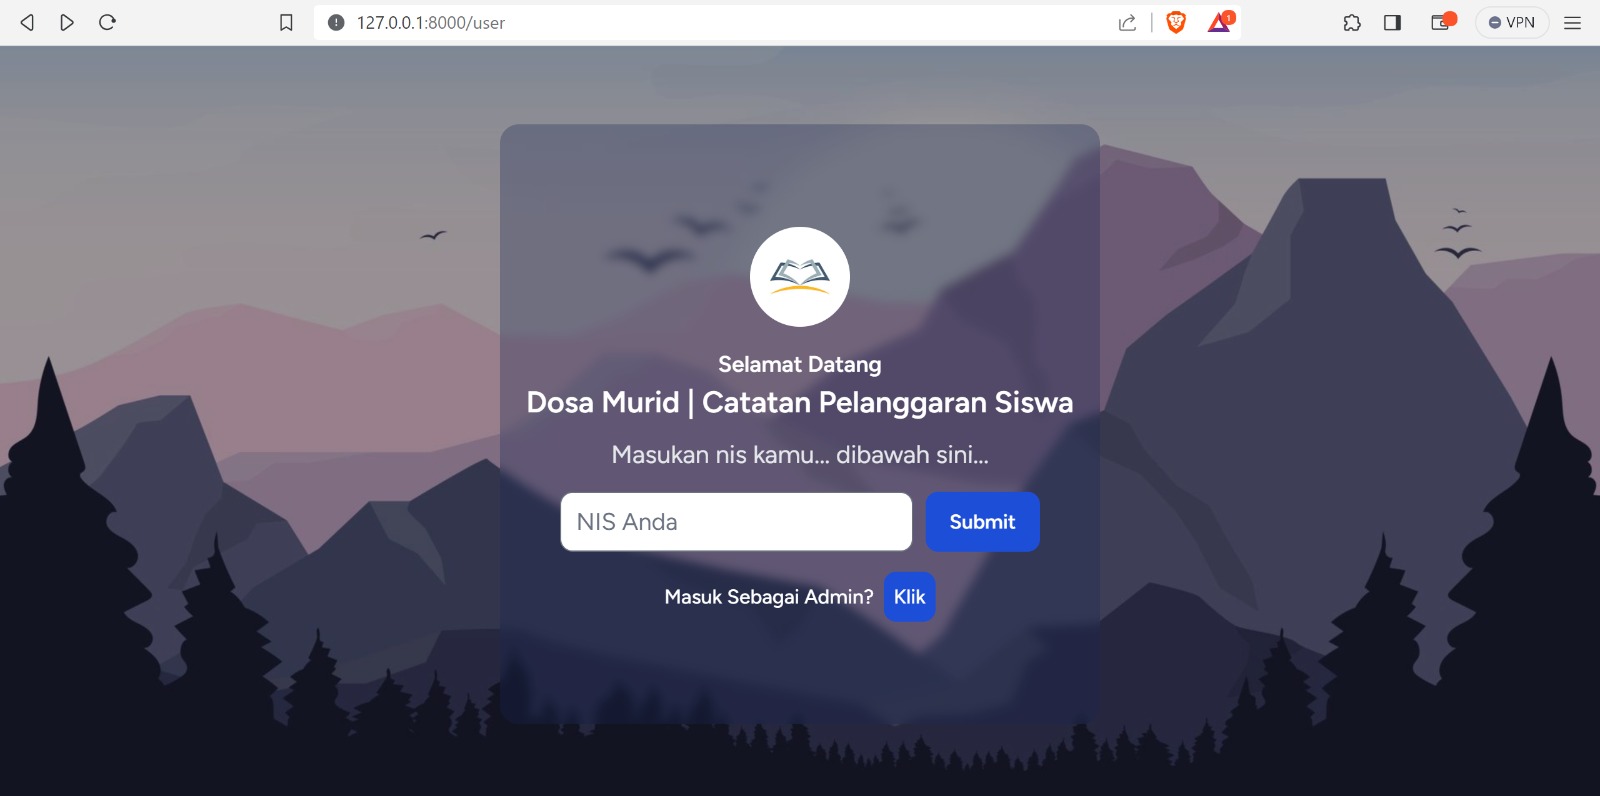 127.0.0.1:8000/user
1
VPN
Selamat Datang
Dosa Murid | Catatan Pelanggaran Siswa
Masukan nis kamu... dibawah sini...
NIS Anda
Submit
Masuk Sebagai Admin? Klik